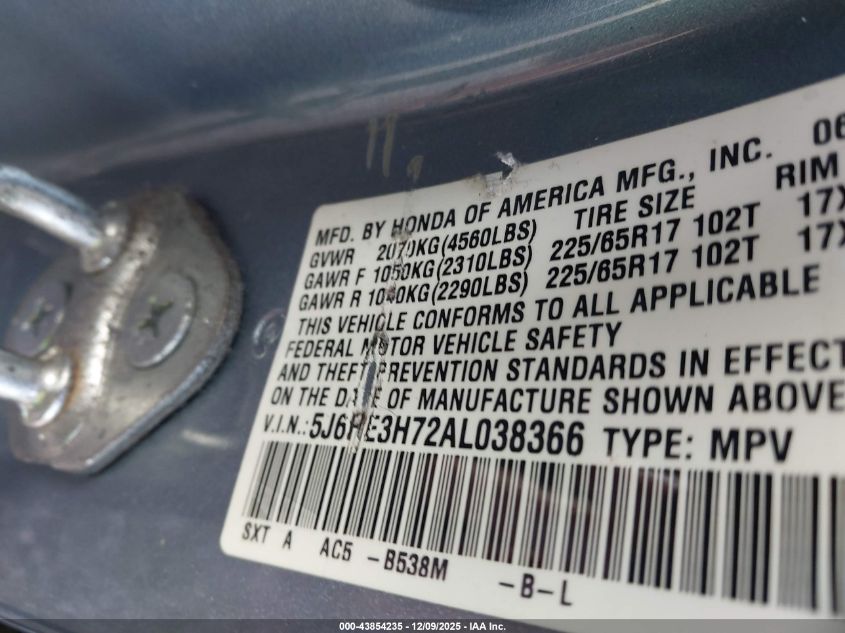 MFD. BY HONDA OF AMERICA MFG., INC. 06
GVWR 2070KG(4560LBS) TIRE SIZE RIM
GAWR F 1050KG(2310LBS) 225/65R17 102T 17X
GAWR R 1040KG(2290LBS) 225/65R17 102T 17X
THIS VEHICLE CONFORMS TO ALL APPLICABLE
FEDERAL MOTOR VEHICLE SAFETY
AND THEFT PREVENTION STANDARDS IN EFFECT
ON THE DATE OF MANUFACTURE SHOWN ABOVE
V.I.N.: 5J6RE3H72AL038366 TYPE: MPV
SXT A AC5 -B538M -B-L
000-43854235 - 12/09/2025 - IAA Inc.